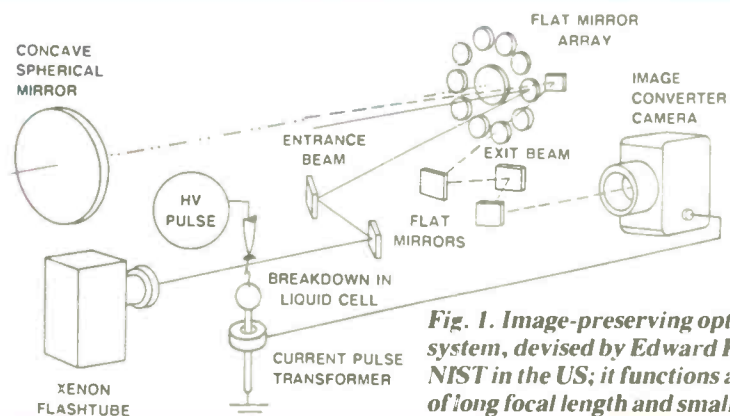 FLAT MIRROR
ARRAY
CONCAVE
SPHERICAL
MIRROR
IMAGE
CONVERTER
CAMERA
ENTRANCE
BEAM
EXIT BEAM
HV
PULSE
FLAT
MIRRORS
BREAKDOWN IN
LIQUID CELL
CURRENT PULSE
TRANSFORMER
XENON
FLASHTUBE
Fig. 1. Image-preserving opt
system, devised by Edward
NIST in the US; it functions a
of long focal length and smal